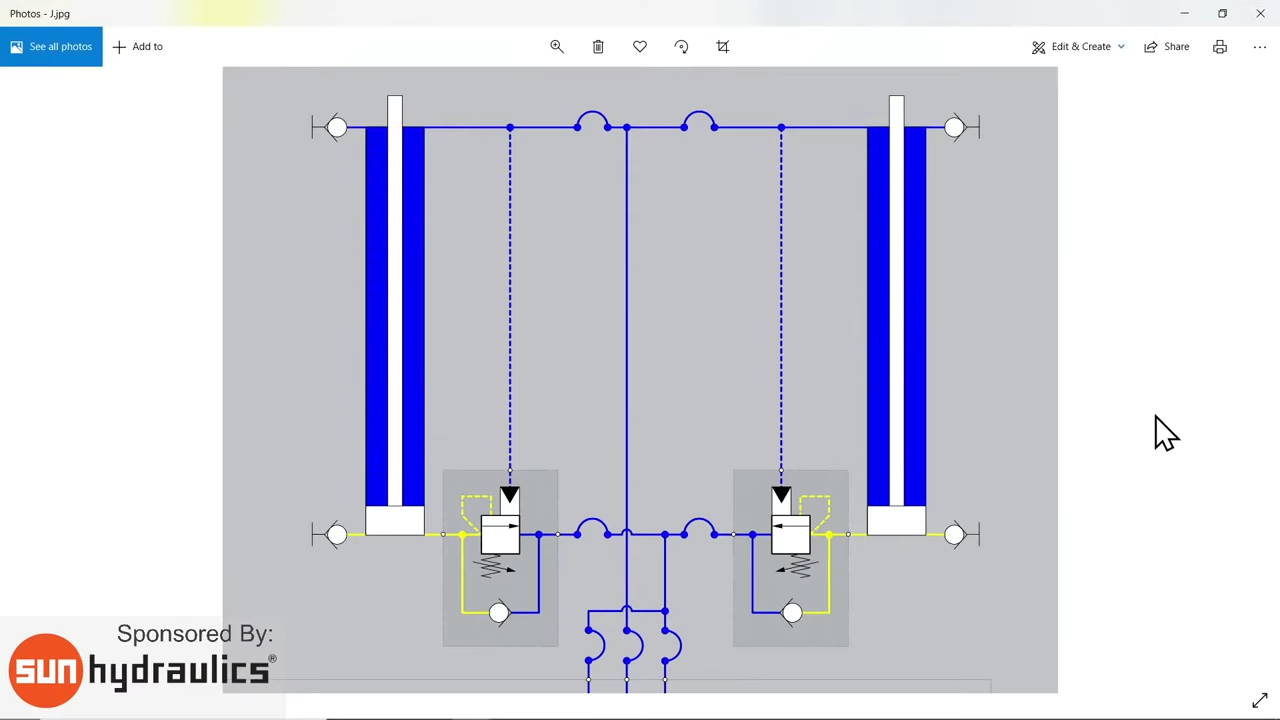 Photos - J.jpg
See all photos
Add to
Edit & Create
Share
Sponsored By:
sun hydraulics®